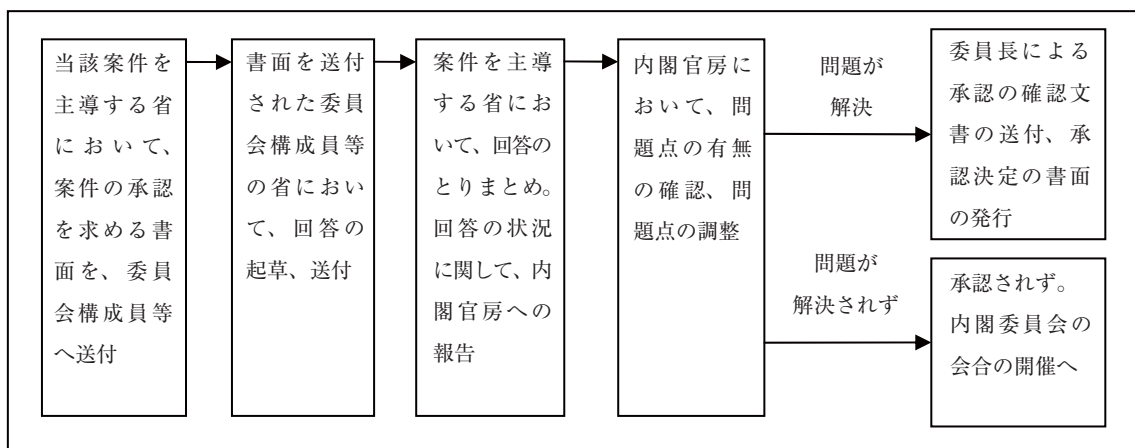 当該案件を
主導する省
において、
案件の承認
を求める書
面を、委員
会構成員等
へ送付
書面を送付
された委員
会構成員等
の省におい
て、回答の
起草、送付
案件を主導
する省にお
いて、回答の
とりまとめ。
回答の状況
に関して、内
閣官房への
報告
内閣官房に
おいて、問
題点の有無
の確認、問
題点の調整
問題が
解決
委員長による
承認の確認文
書の送付、承
認決定の書面
の発行
問題が
解決されず
承認されず。
内閣委員会の
会合の開催へ